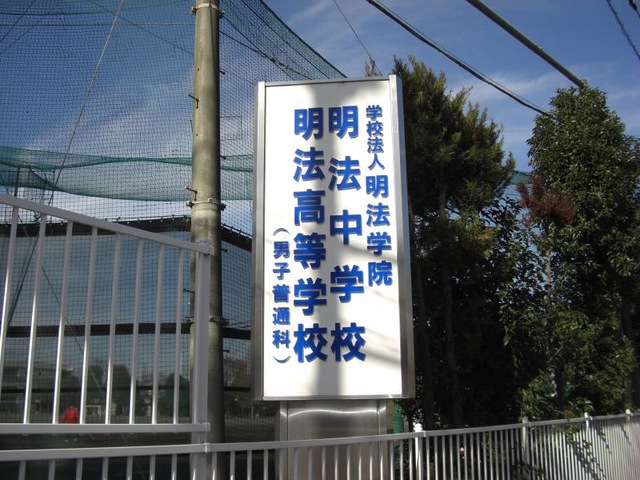 学校法人 明法学院
明法中学校
明法高等学校
（男子普通科）